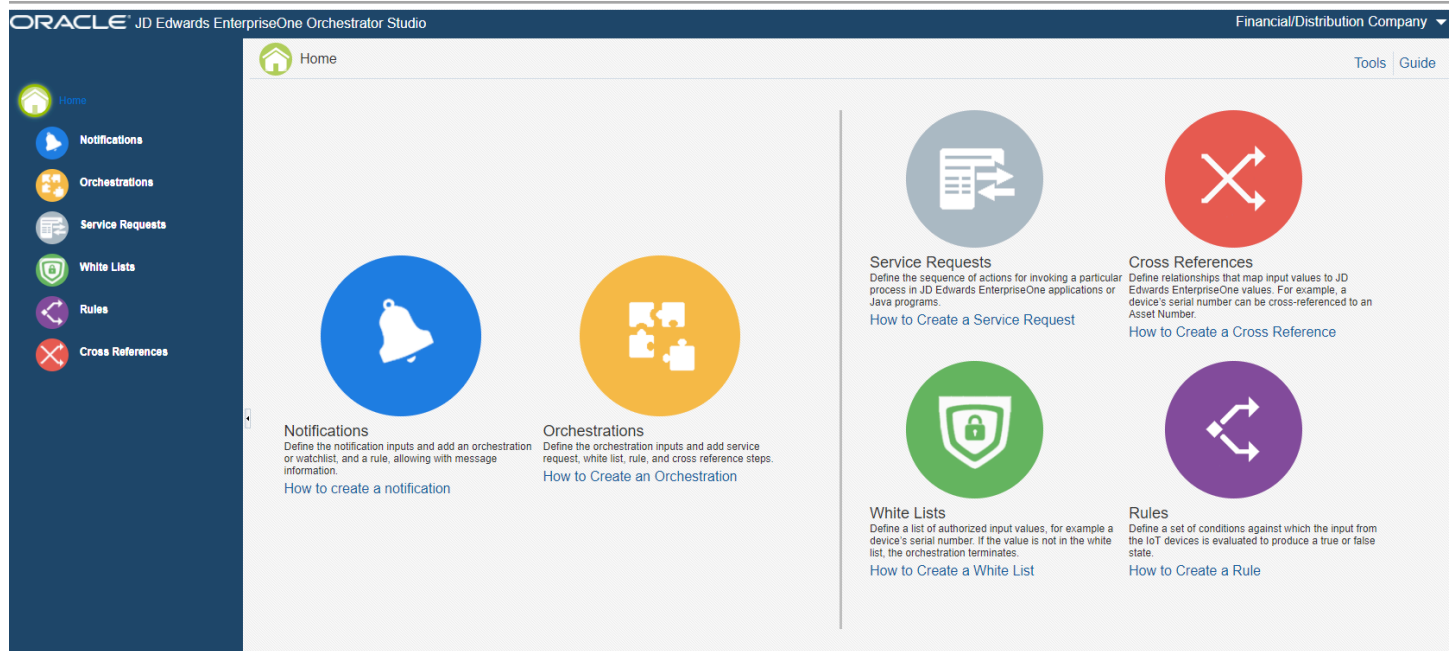 ORACLE® JD Edwards EnterpriseOne Orchestrator Studio
Financial/Distribution Company
Home
Tools
Guide
Home
Notifications
Orchestrations
Service Requests
White Lists
Rules
Cross References
Notifications
Define the notification inputs and add an orchestration
or watchlist, and a rule, allowing with message
information.
How to create a notification
Orchestrations
Define the orchestration inputs and add service
request, white list, rule, and cross reference steps.
How to Create an Orchestration
Service Requests
Define the sequence of actions for invoking a particular
process in JD Edwards EnterpriseOne applications or
Java programs.
How to Create a Service Request
Cross References
Define relationships that map input values to JD
Edwards EnterpriseOne values. For example, a
device's serial number can be cross-referenced to an
Asset Number.
How to Create a Cross Reference
White Lists
Define a list of authorized input values, for example a
device's serial number. If the value is not in the white
list, the orchestration terminates.
How to Create a White List
Rules
Define a set of conditions against which the input from
the IoT devices is evaluated to produce a true or false
state.
How to Create a Rule